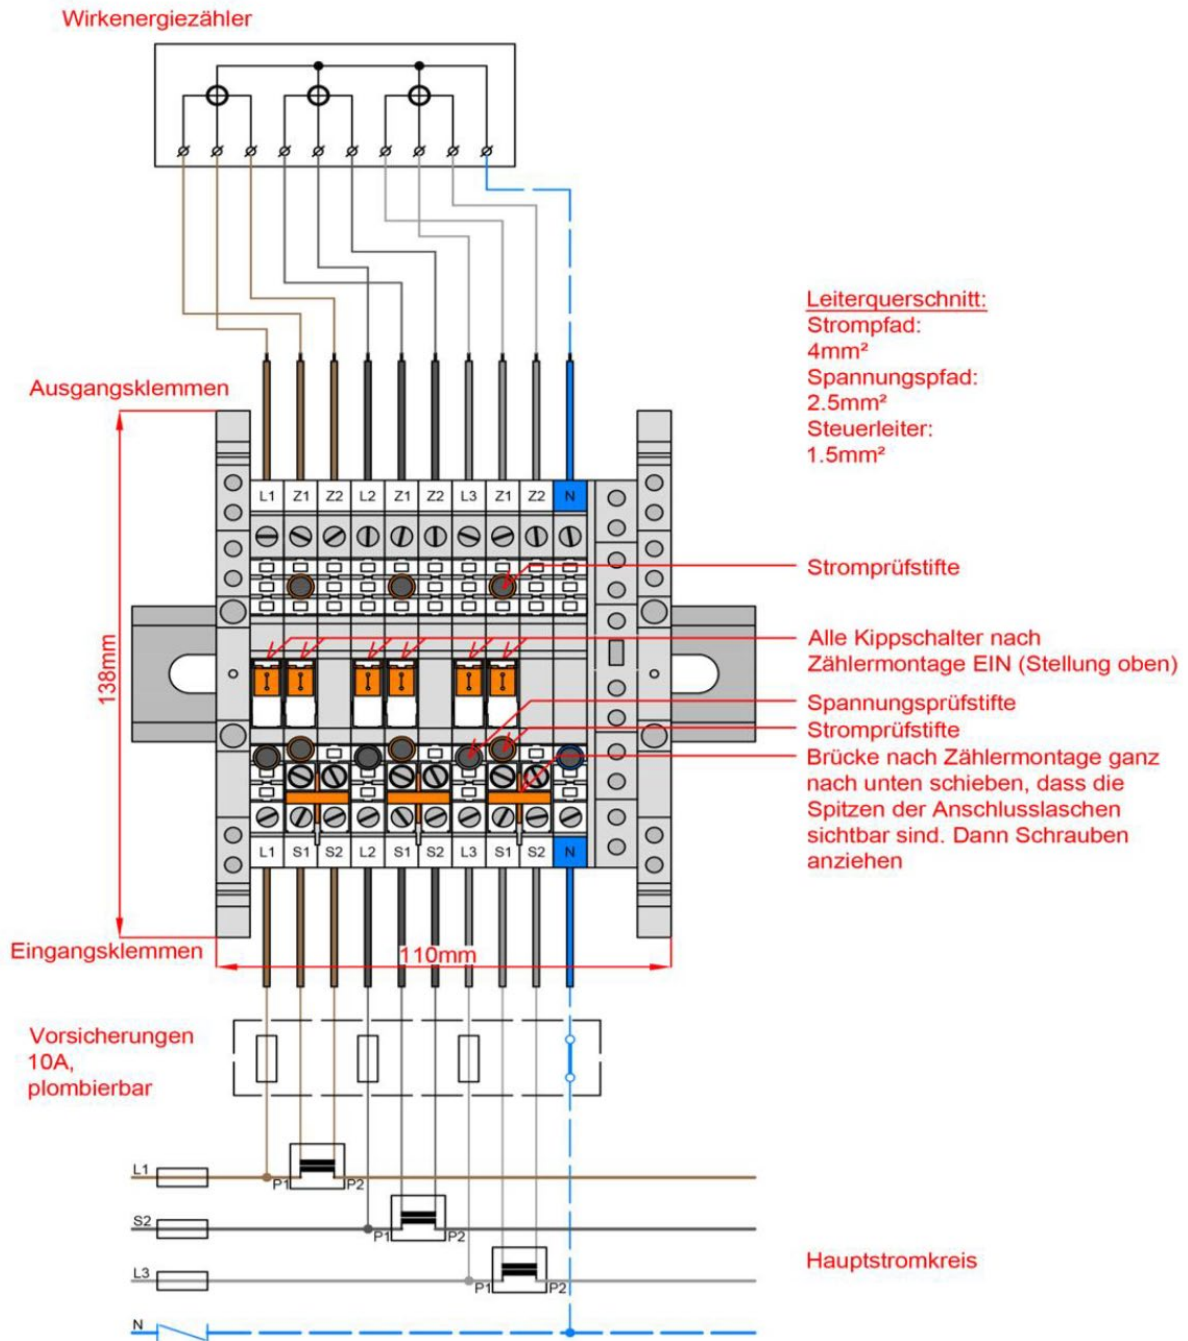 Wirkenergiezähler
Leiterquerschnitt:
Strompfad:
4mm²
Spannungspfad:
2.5mm²
Steuerleiter:
1.5mm²
Ausgangsklemmen
L1 Z1 Z2 L2 Z1 Z2 L3 Z1 Z2 N
Stromprüfstifte
Alle Kippschalter nach
Zählermontage EIN (Stellung oben)
138mm
Spannungsprüfstifte
Stromprüfstifte
Brücke nach Zählermontage ganz
nach unten schieben, dass die
Spitzen der Anschlusslaschen
sichtbar sind. Dann Schrauben
anziehen
L1 S1 S2 L2 S1 S2 L3 S1 S2 N
Eingangsklemmen
110mm
Vorsicherungen
10A,
plombierbar
L1
P1 P2
S2
P1 P2
L3
P1 P2
Hauptstromkreis
N